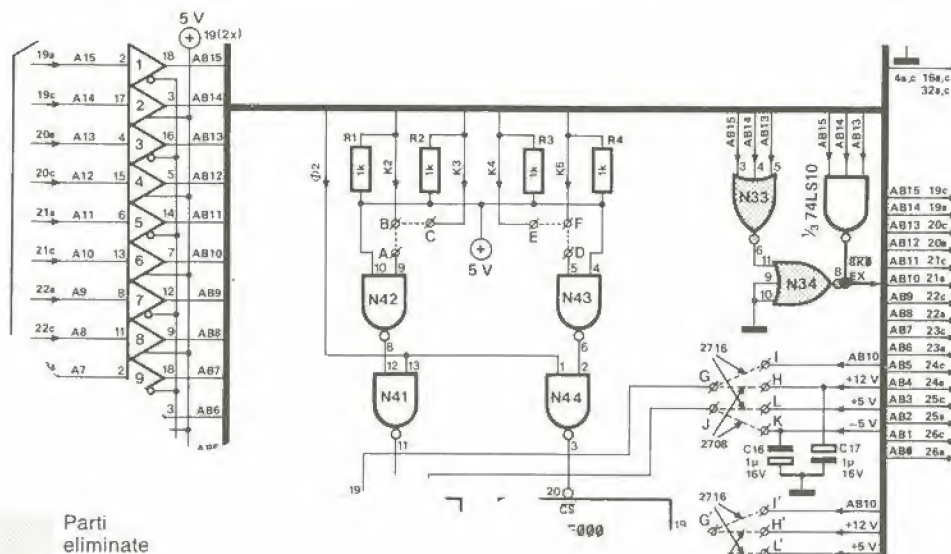 5 V
19(2x)
19a A15 2 1 18 AB15
19c A14 17 2 3 AB14
20a A13 4 3 16 AB13
20c A12 15 4 5 AB12
21a A11 6 5 14 AB11
21c A10 13 6 7 AB10
22a A9 8 7 12 AB9
22c A8 11 8 9 AB8
A7 2 9 18 AB7
3 AB6
Φ2
R1 1k
K2
R2 1k
K3
K4
R3 1k
K5
R4 1k
B C E F
A D
5 V
10 9
5 4
N42
N43
8
6
12 13
1 2
N41
N44
11
3
19
20
CS
19
AB15 AB14 AB13
3 4 5
N33
6
AB15 AB14 AB13
⅓ 74LS10
11
9
10
N34
8
8K0
EX
2716
G
J
2708
I AB10
H +12 V
L +5 V
K −5 V
C16
1µ
16V
C17
1µ
16V
2716
G'
I' AB10
H' +12 V
L' +5 V
4a,c 16a,c
32a,c
AB15 19c
AB14 19a
AB13 20c
AB12 20a
AB11 21c
AB10 21a
AB9 22c
AB8 22a
AB7 23c
AB6 23a
AB5 24c
AB4 24a
AB3 25c
AB2 25a
AB1 26c
AB0 26a
Parti
eliminate